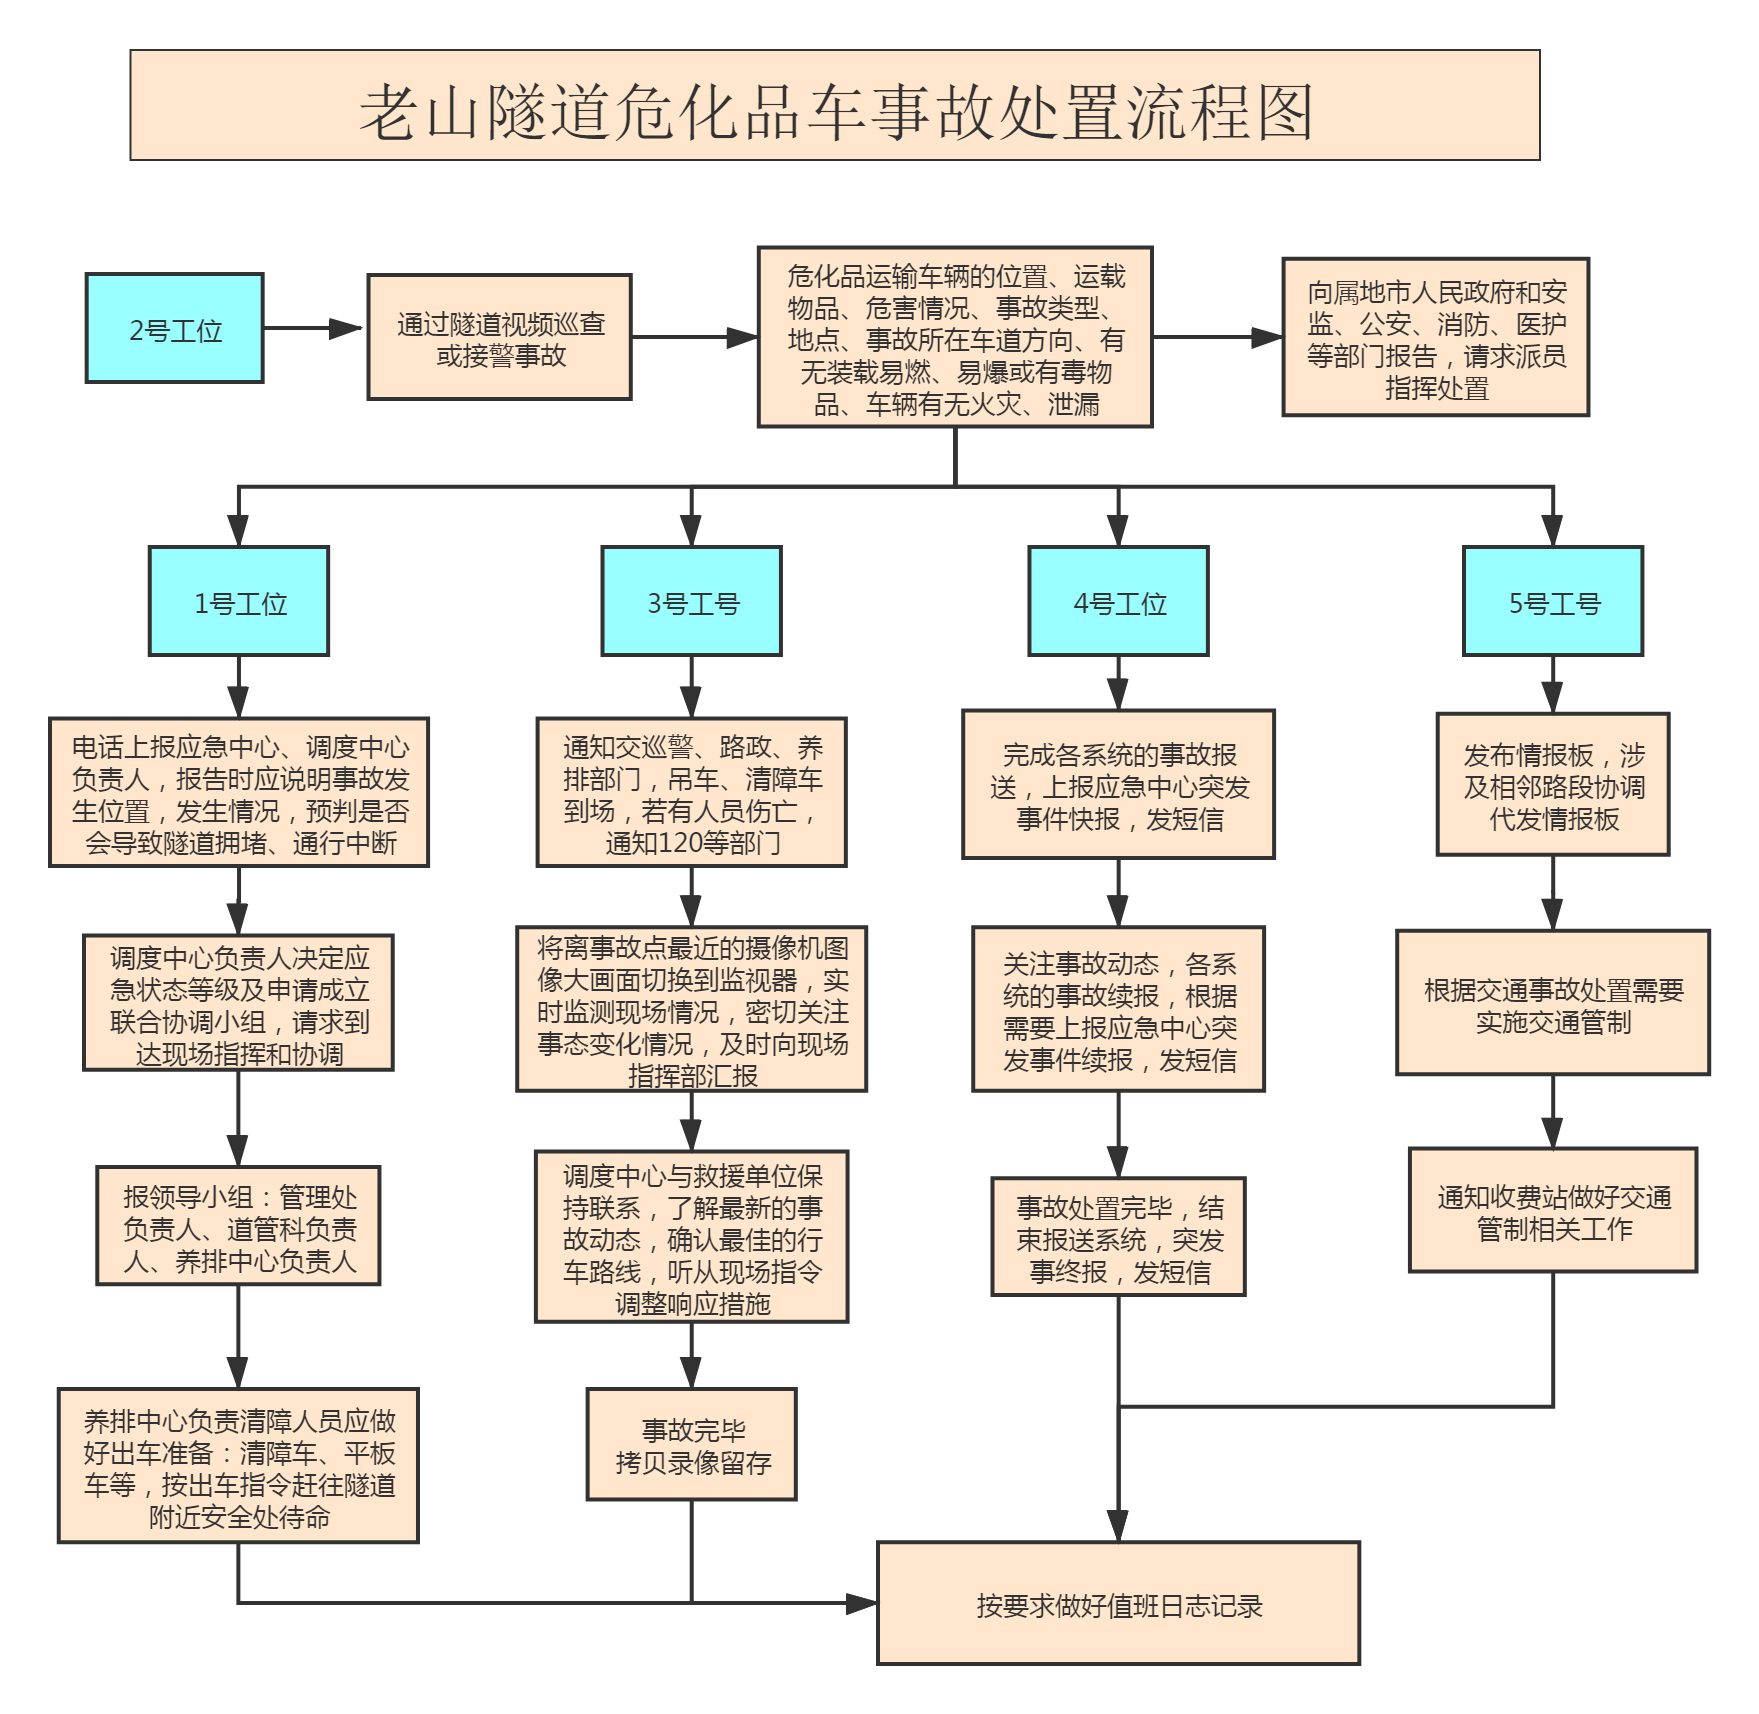 老山隧道危化品车事故处置流程图
2号工位
通过隧道视频巡查
或接警事故
危化品运输车辆的位置、运载
物品、危害情况、事故类型、
地点、事故所在车道方向、有
无装载易燃、易爆或有毒物
品、车辆有无火灾、泄漏
向属地市人民政府和安
监、公安、消防、医护
等部门报告，请求派员
指挥处置
1号工位
3号工号
4号工位
5号工号
电话上报应急中心、调度中心
负责人，报告时应说明事故发
生位置，发生情况，预判是否
会导致隧道拥堵、通行中断
通知交巡警、路政、养
排部门，吊车、清障车
到场，若有人员伤亡，
通知120等部门
完成各系统的事故报
送，上报应急中心突发
事件快报，发短信
发布情报板，涉
及相邻路段协调
代发情报板
调度中心负责人决定应
急状态等级及申请成立
联合协调小组，请求到
达现场指挥和协调
将离事故点最近的摄像机图
像大画面切换到监视器，实
时监测现场情况，密切关注
事态变化情况，及时向现场
指挥部汇报
关注事故动态，各系
统的事故续报，根据
需要上报应急中心突
发事件续报，发短信
根据交通事故处置需要
实施交通管制
报领导小组：管理处
负责人、道管科负责
人、养排中心负责人
调度中心与救援单位保
持联系，了解最新的事
故动态，确认最佳的行
车路线，听从现场指令
调整响应措施
事故处置完毕，结
束报送系统，突发
事终报，发短信
通知收费站做好交通
管制相关工作
养排中心负责清障人员应做
好出车准备：清障车、平板
车等，按出车指令赶往隧道
附近安全处待命
事故完毕
拷贝录像留存
按要求做好值班日志记录